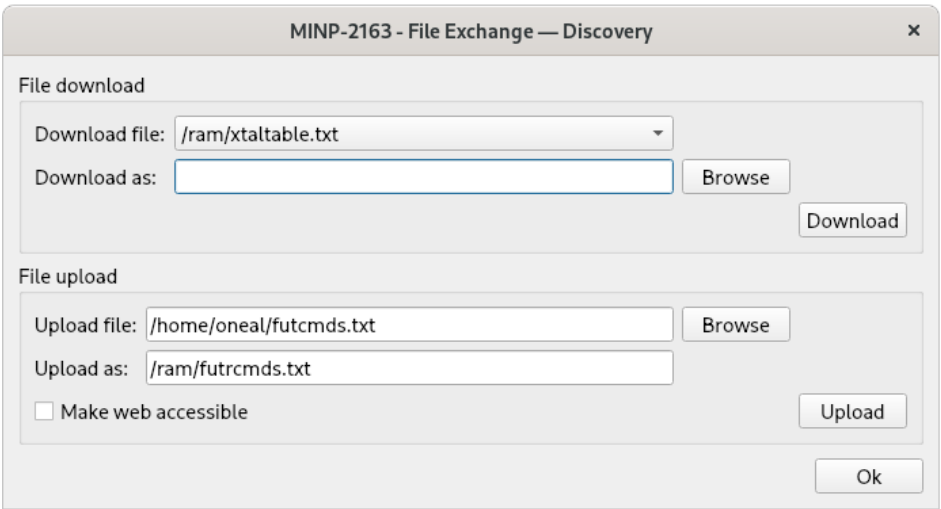 MINP-2163 - File Exchange — Discovery ×
File download
Download file: /ram/xtaltable.txt
Download as: Browse
Download
File upload
Upload file: /home/oneal/futcmds.txt Browse
Upload as: /ram/futrcmds.txt
Make web accessible Upload
Ok